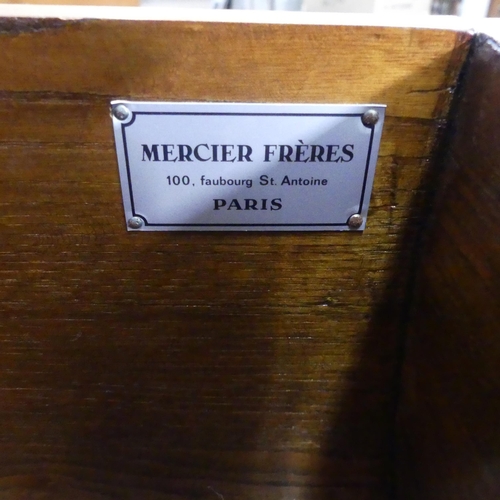 MERCIER FRÈRES
100, faubourg St. Antoine
PARIS